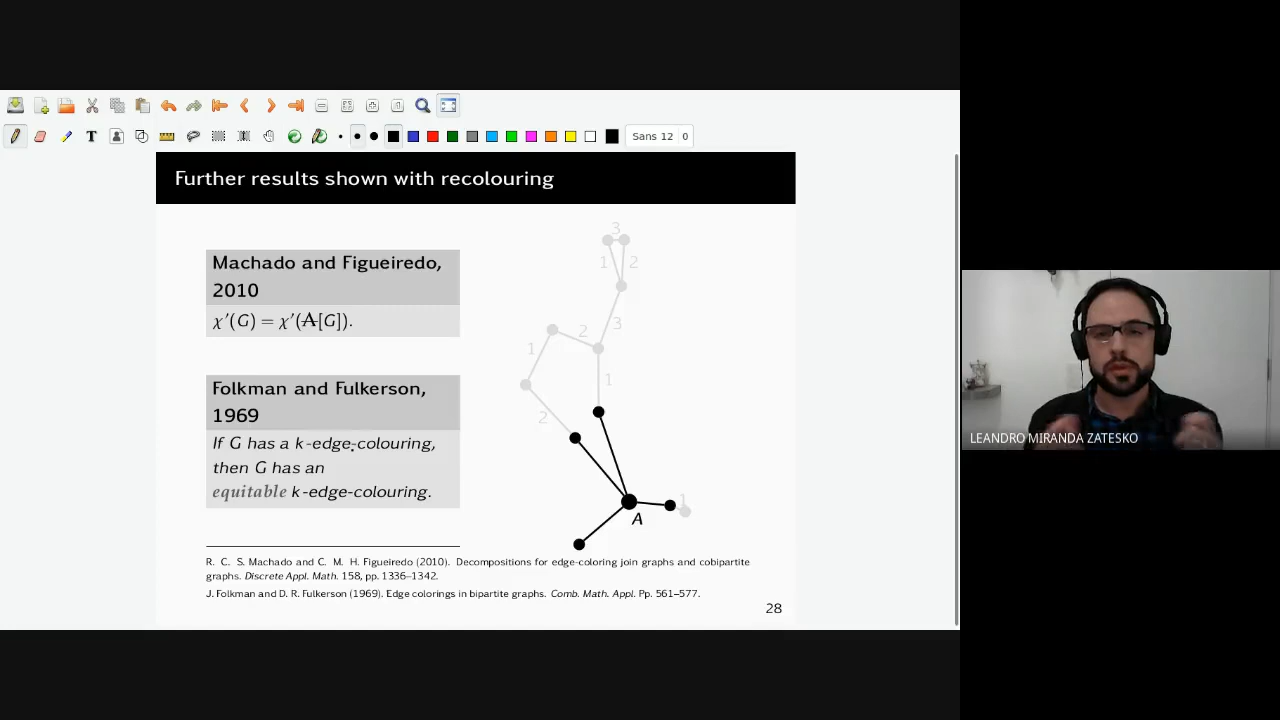 Sans 12 0
Further results shown with recolouring
Machado and Figueiredo,
2010
χ′(G) = χ′(A[G]).
Folkman and Fulkerson,
1969
If G has a k-edge-colouring,
then G has an
equitable k-edge-colouring.
3
1 2
3
2
1
1
2
1
A
R. C. S. Machado and C. M. H. Figueiredo (2010). Decompositions for edge-coloring join graphs and cobipartite
graphs. Discrete Appl. Math. 158, pp. 1336–1342.
J. Folkman and D. R. Fulkerson (1969). Edge colorings in bipartite graphs. Comb. Math. Appl. Pp. 561–577.
28
LEANDRO MIRANDA ZATESKO